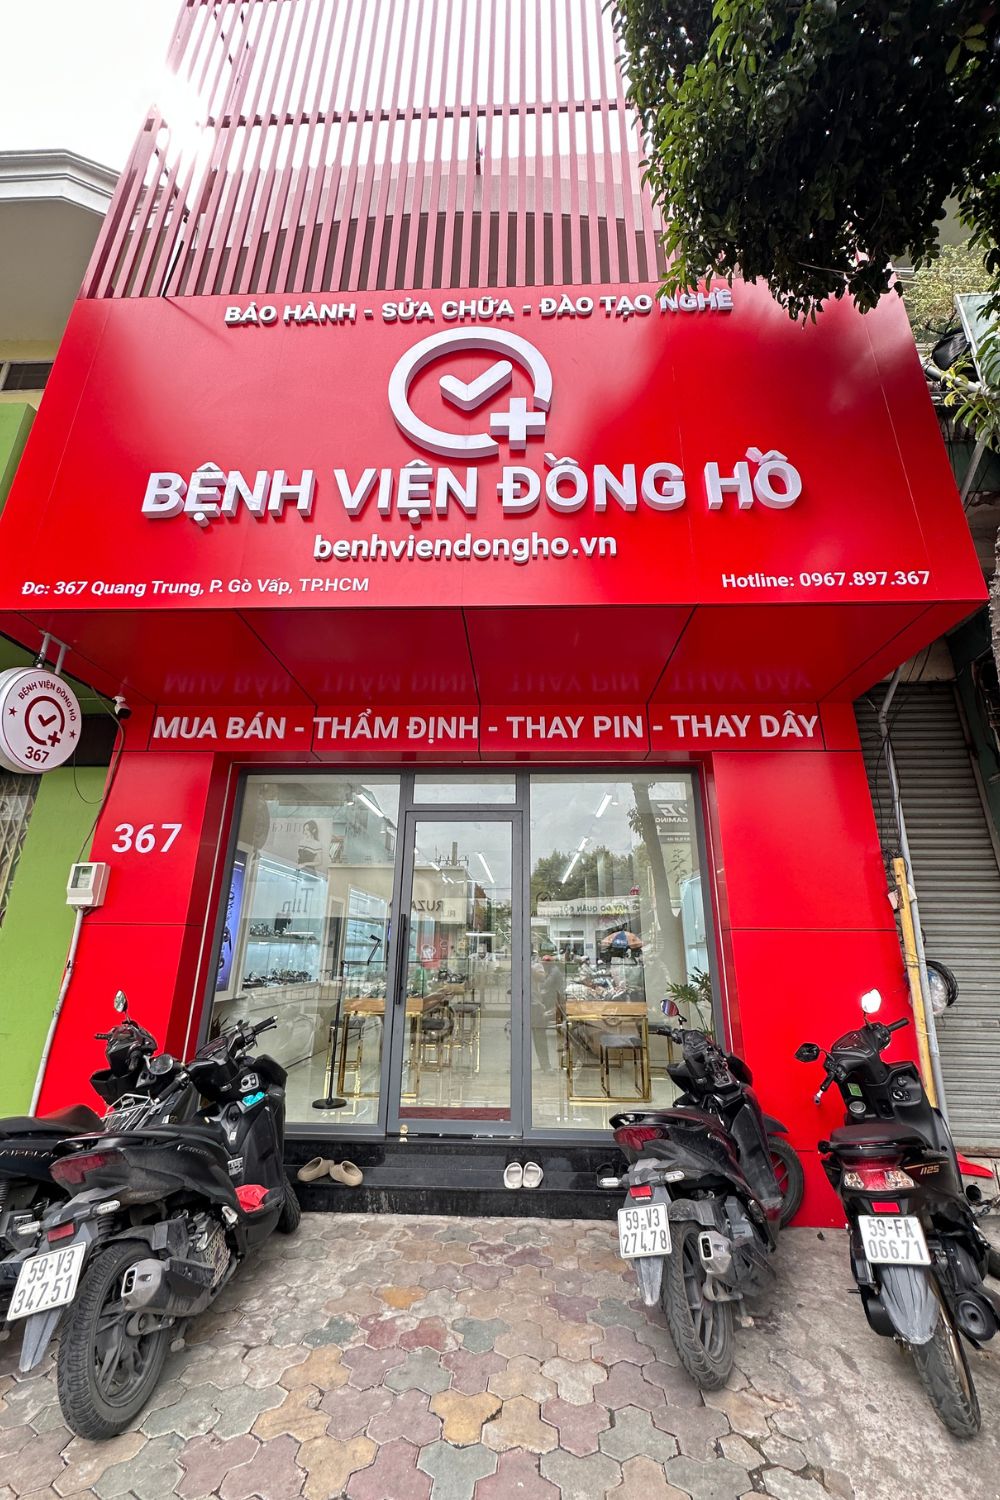 BẢO HÀNH - SỬA CHỮA - ĐÀO TẠO NGHỀ
BỆNH VIỆN ĐỒNG HỒ
benhviendongho.vn
Đc: 367 Quang Trung, P. Gò Vấp, TP.HCM
Hotline: 0967.897.367
BỆNH VIỆN ĐỒNG HỒ
367
MUA BÁN - THẨM ĐỊNH - THAY PIN - THAY DÂY
367
GAMING
59-V3
347.51
59-V3
274.78
1125
59-FA
066.71